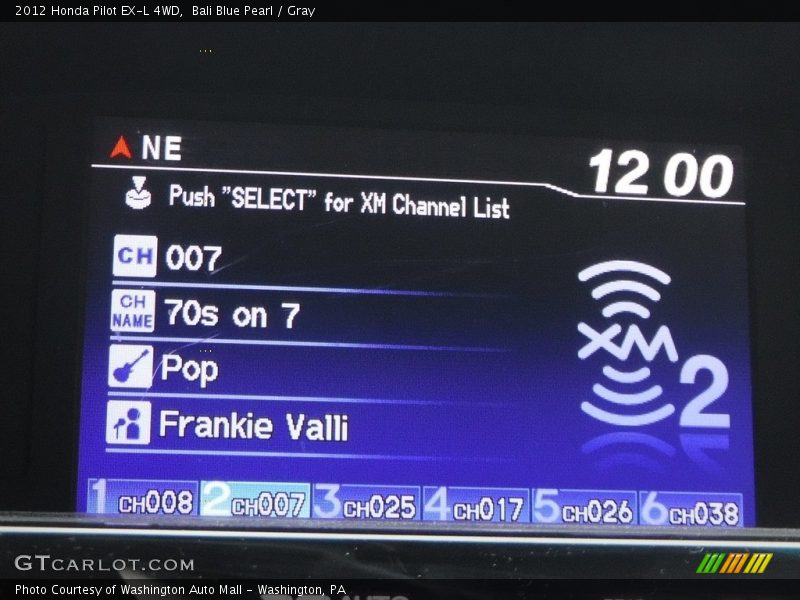 2012 Honda Pilot EX-L 4WD, Bali Blue Pearl / Gray
NE
12 00
Push "SELECT" for XM Channel List
CH 007
CH NAME 70s on 7
Pop
Frankie Valli
XM 2
1 CH008 2 CH007 3 CH025 4 CH017 5 CH026 6 CH038
GTCARLOT.COM
Photo Courtesy of Washington Auto Mall - Washington, PA